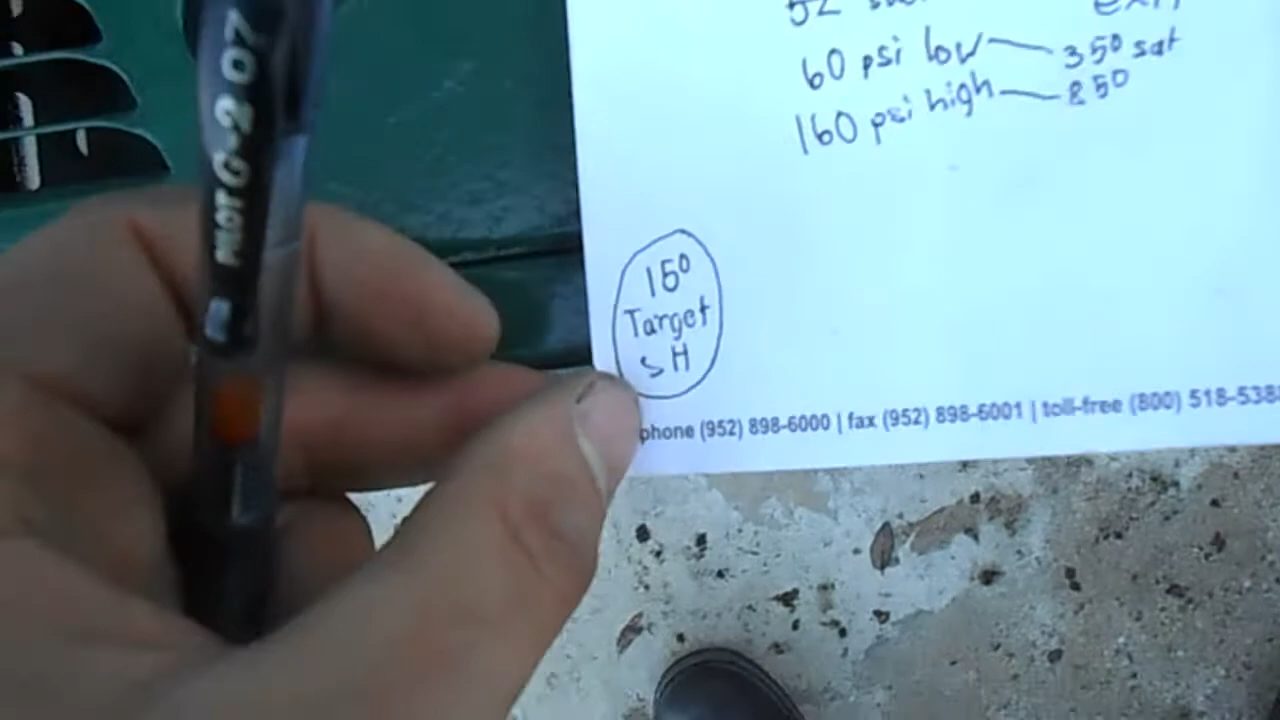 60 psi low — 35° sat
160 psi high — 85°
15°
Target
SH
phone (952) 898-6000 | fax (952) 898-6001 | toll-free (800) 518-538
PILOT G-2 07